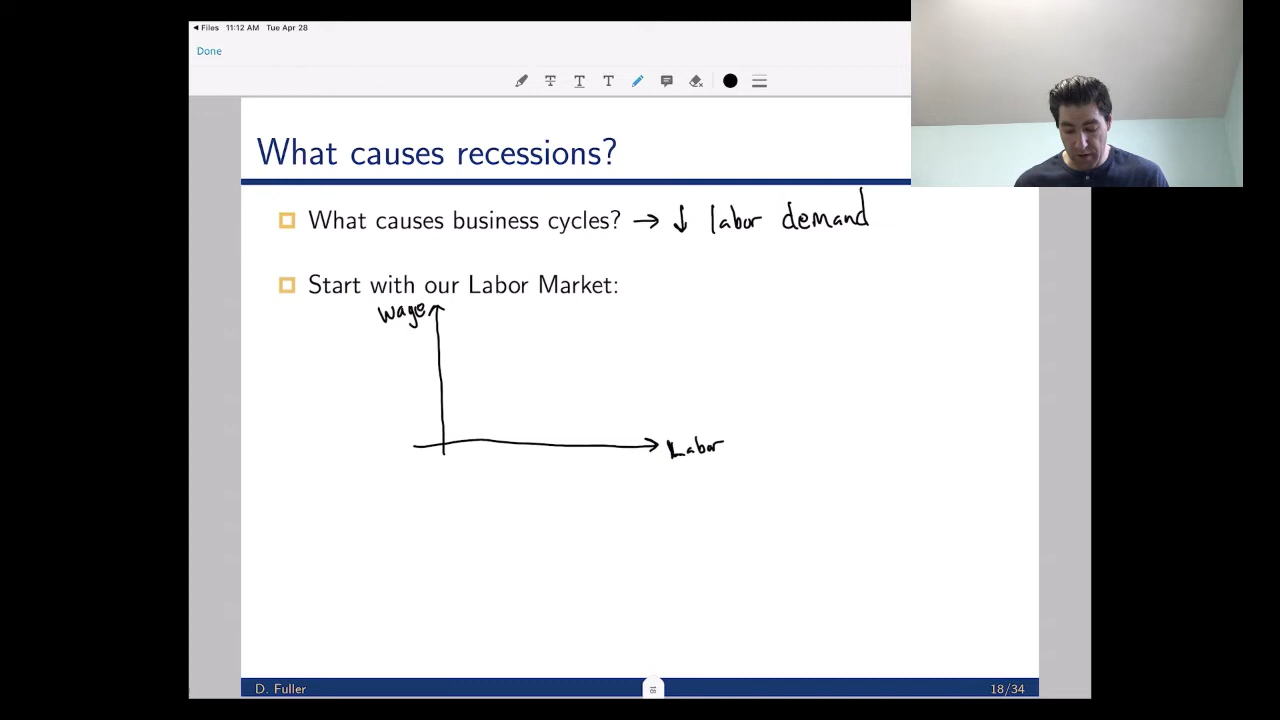 Files 11:12 AM Tue Apr 28
Done
T T T
What causes recessions?
What causes business cycles? → ↓ labor demand
Start with our Labor Market:
wage
Labor
D. Fuller 18 18/34